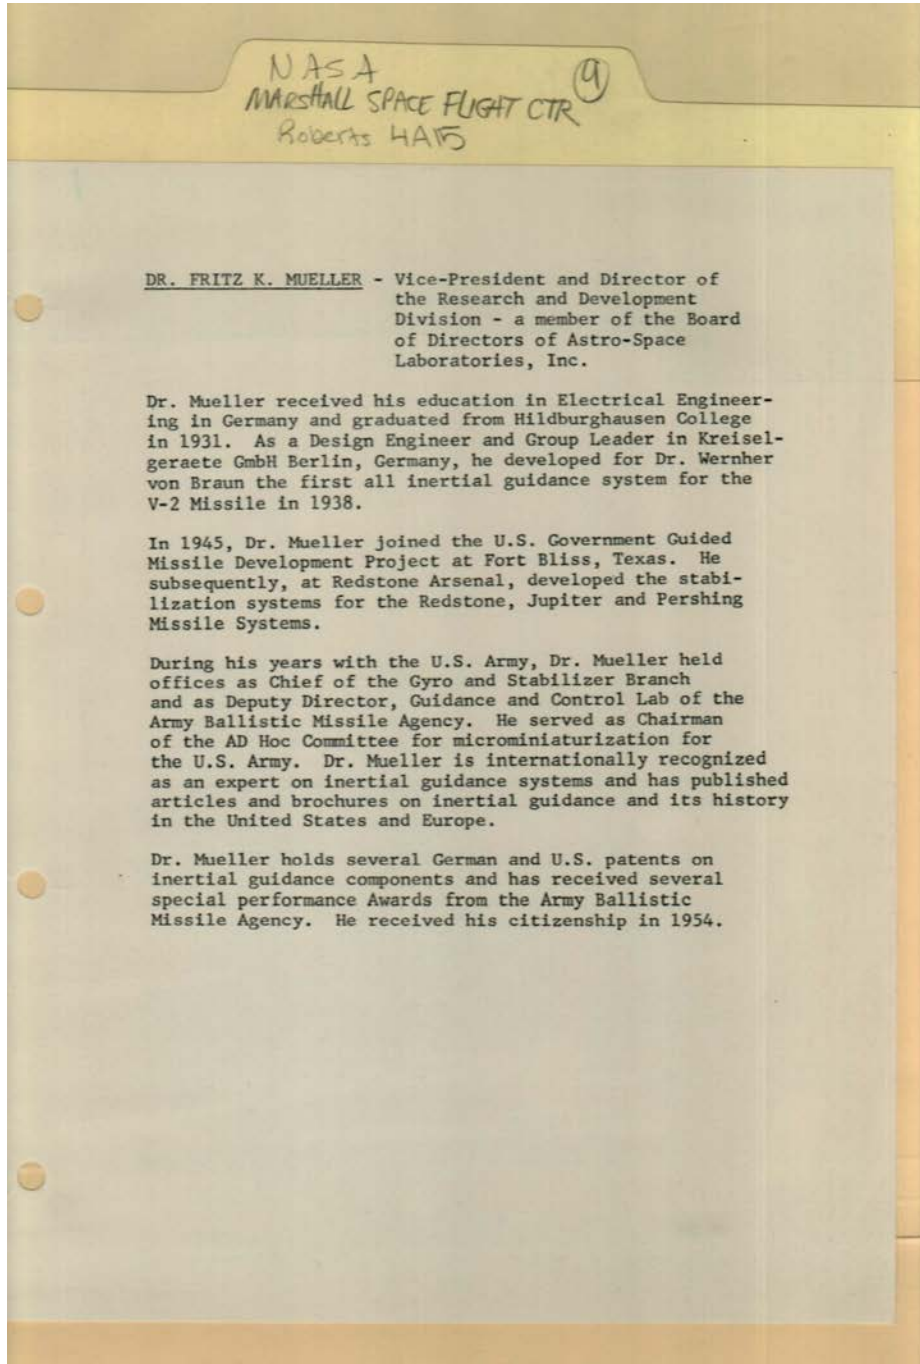 NASA
9
MARSHALL SPACE FLIGHT CTR
Roberts 4A15
DR. FRITZ K. MUELLER - Vice-President and Director of
the Research and Development
Division - a member of the Board
of Directors of Astro-Space
Laboratories, Inc.
Dr. Mueller received his education in Electrical Engineer-
ing in Germany and graduated from Hildburghausen College
in 1931. As a Design Engineer and Group Leader in Kreisel-
geraete GmbH Berlin, Germany, he developed for Dr. Wernher
von Braun the first all inertial guidance system for the
V-2 Missile in 1938.
In 1945, Dr. Mueller joined the U.S. Government Guided
Missile Development Project at Fort Bliss, Texas. He
subsequently, at Redstone Arsenal, developed the stabi-
lization systems for the Redstone, Jupiter and Pershing
Missile Systems.
During his years with the U.S. Army, Dr. Mueller held
offices as Chief of the Gyro and Stabilizer Branch
and as Deputy Director, Guidance and Control Lab of the
Army Ballistic Missile Agency. He served as Chairman
of the AD Hoc Committee for microminiaturization for
the U.S. Army. Dr. Mueller is internationally recognized
as an expert on inertial guidance systems and has published
articles and brochures on inertial guidance and its history
in the United States and Europe.
Dr. Mueller holds several German and U.S. patents on
inertial guidance components and has received several
special performance Awards from the Army Ballistic
Missile Agency. He received his citizenship in 1954.